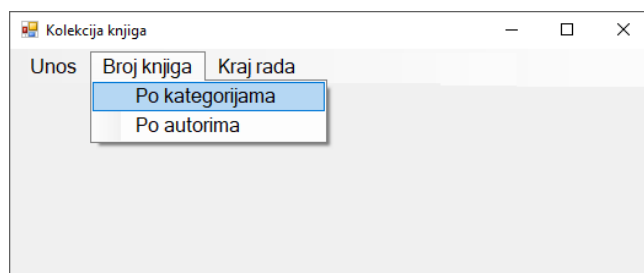 Kolekcija knjiga
Unos Broj knjiga Kraj rada
Po kategorijama
Po autorima